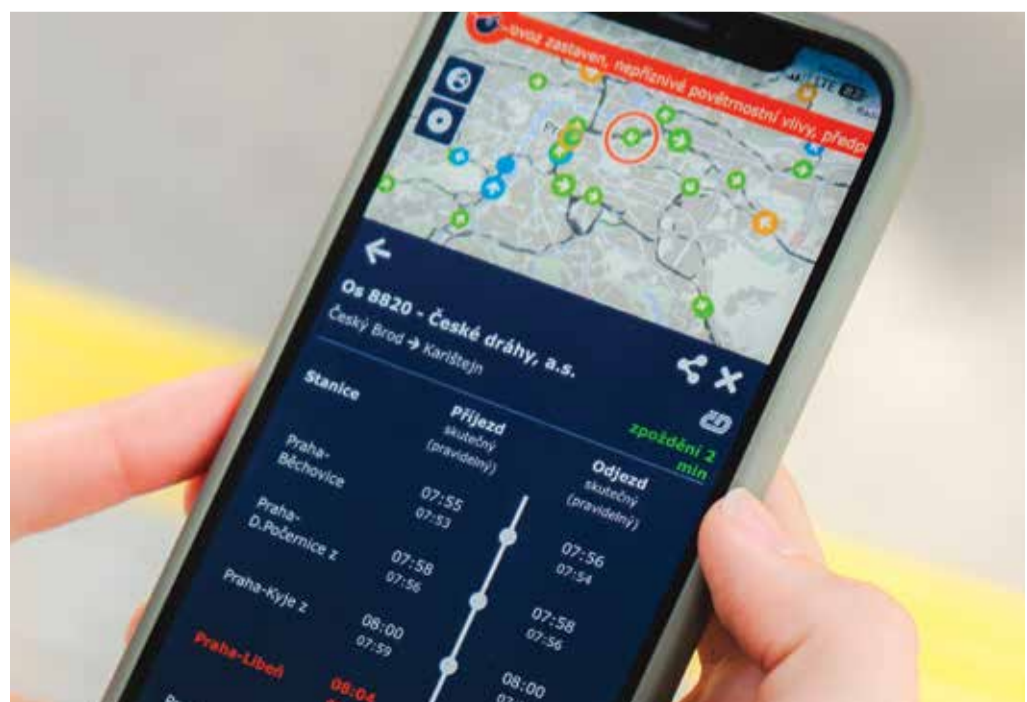 ovoz zastaven, nepříznivé povětrnostní vlivy, předp
LTE
Os 8820 - České dráhy, a.s.
Český Brod → Karlštejn
zpoždění 2
min
Stanice
Příjezd
skutečný
(pravidelný)
Odjezd
skutečný
(pravidelný)
Praha-
Běchovice
07:55
07:53
07:56
07:54
Praha-
D.Počernice z
07:58
07:56
07:58
07:56
Praha-Kyje z
08:00
07:59
08:00
Praha-Libeň
08:04